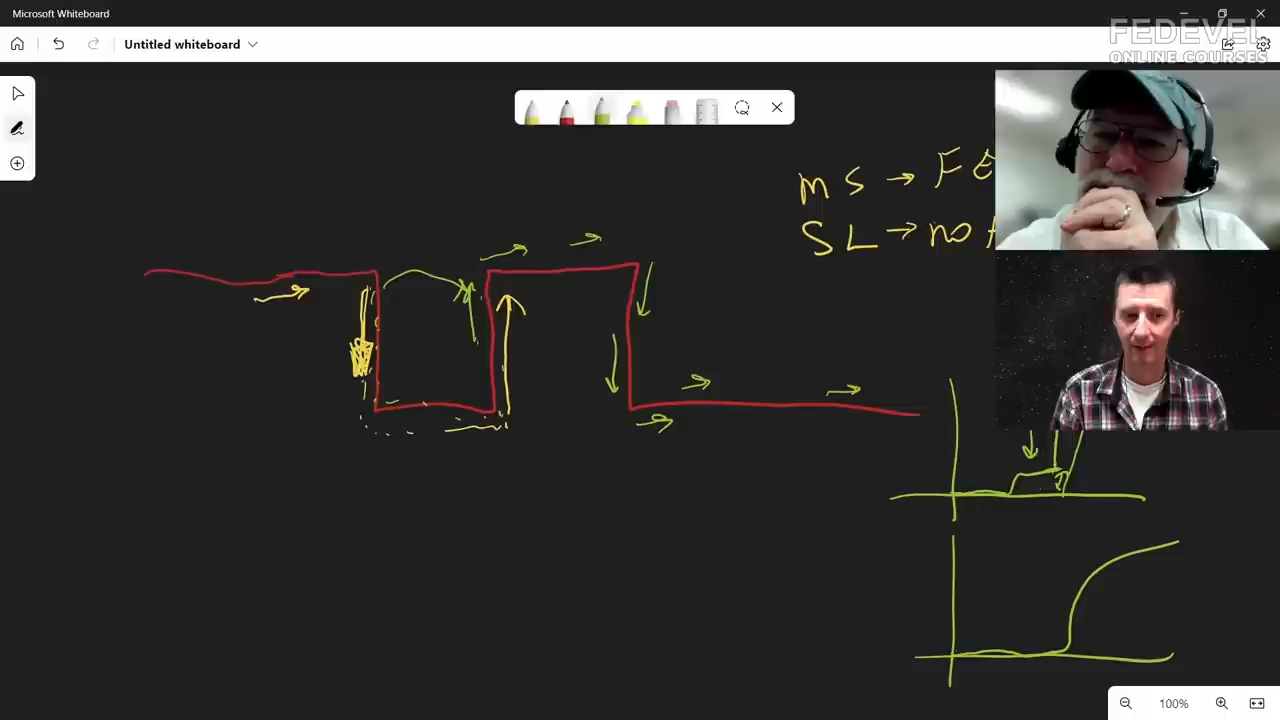 Microsoft Whiteboard
Untitled whiteboard
FEDEVEL
ONLINE COURSES
MS → FE
SL → no
100%